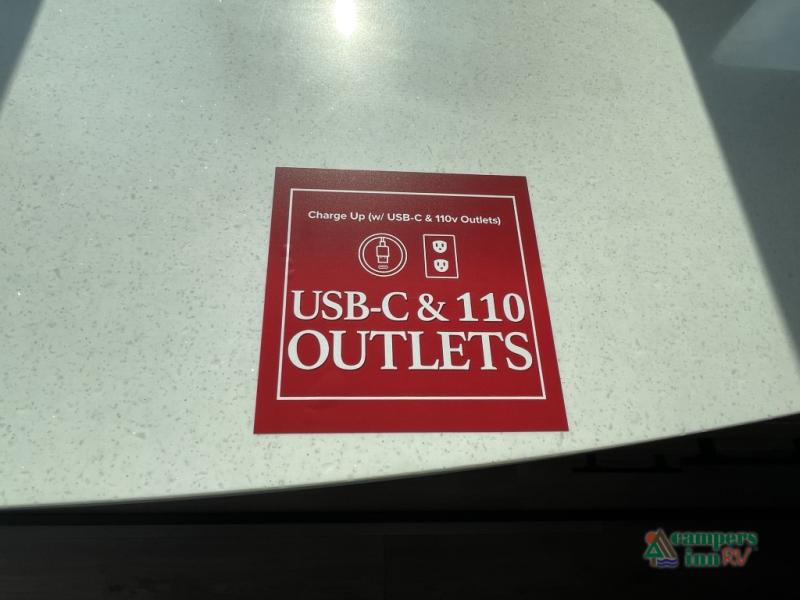 Charge Up (w/ USB-C & 110v Outlets)
USB-C & 110
OUTLETS
campers
inn RV